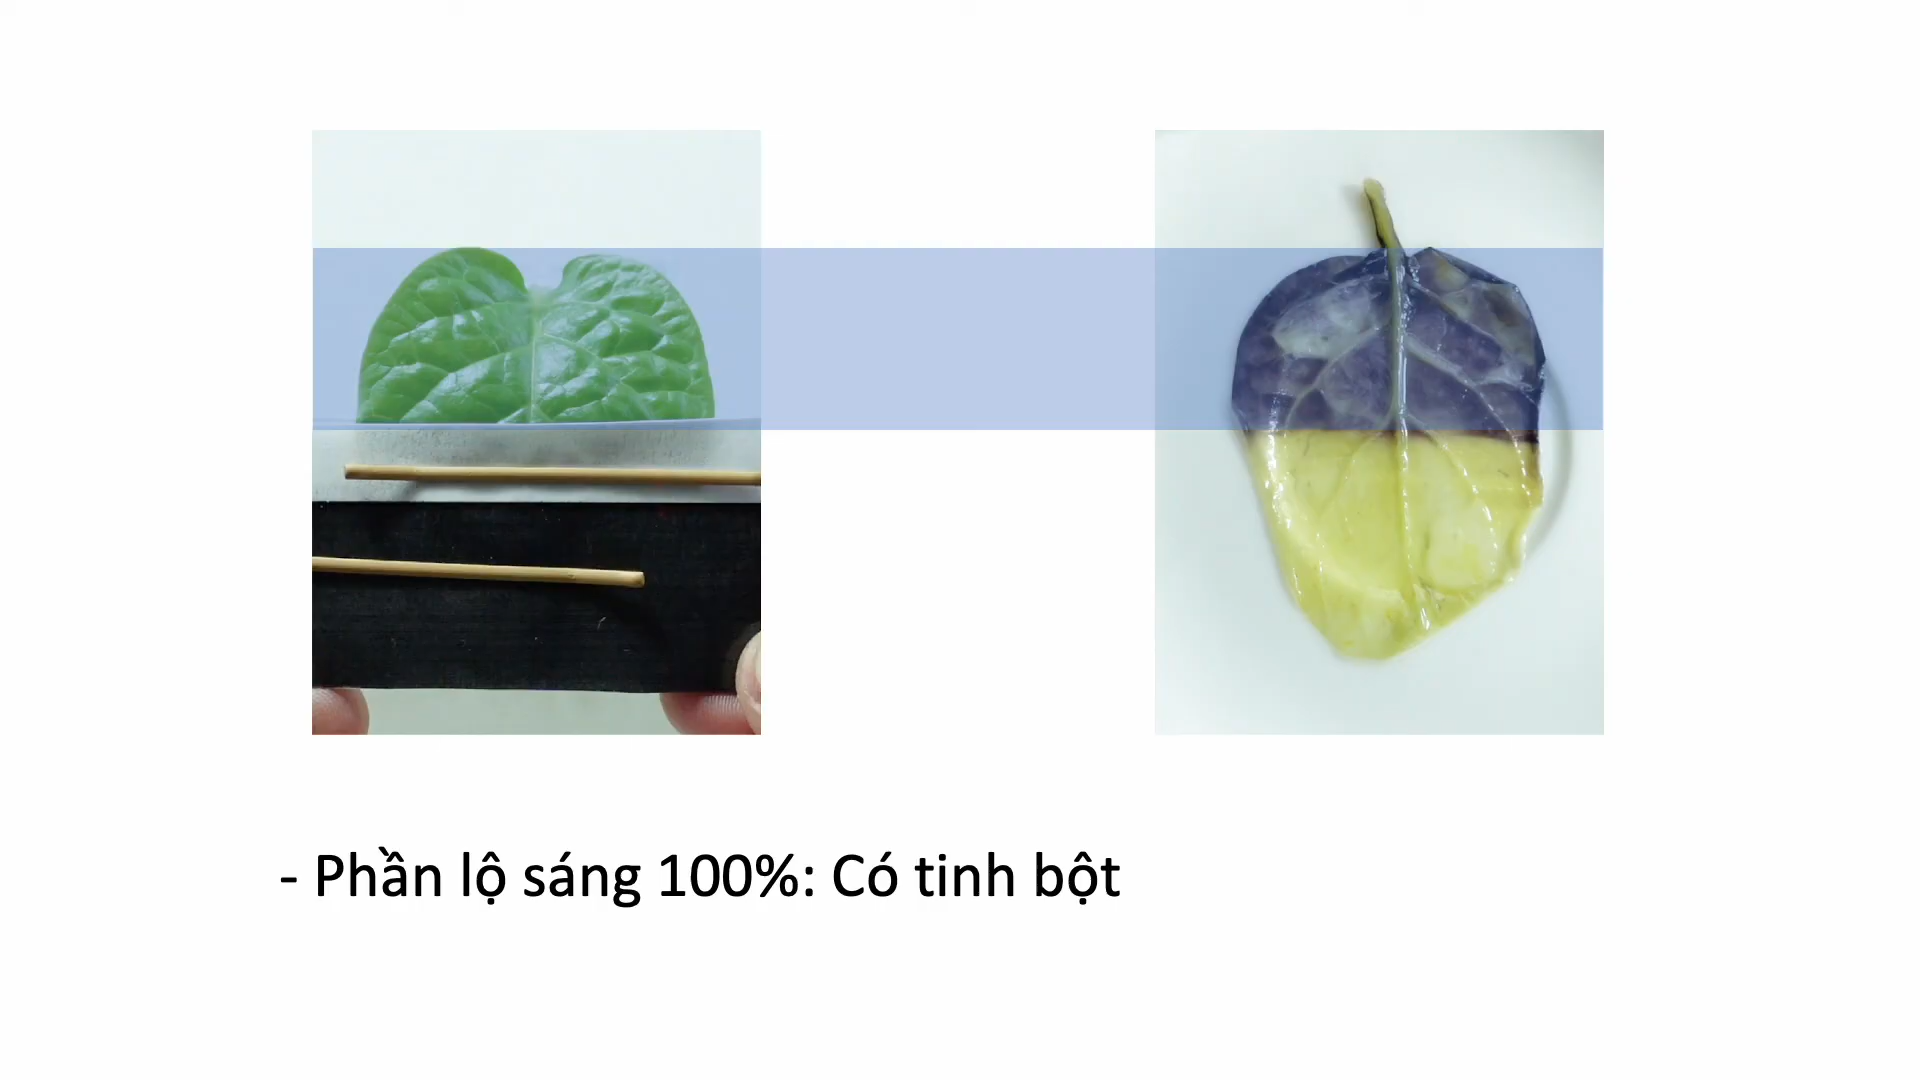 - Phần lộ sáng 100%: Có tinh bột